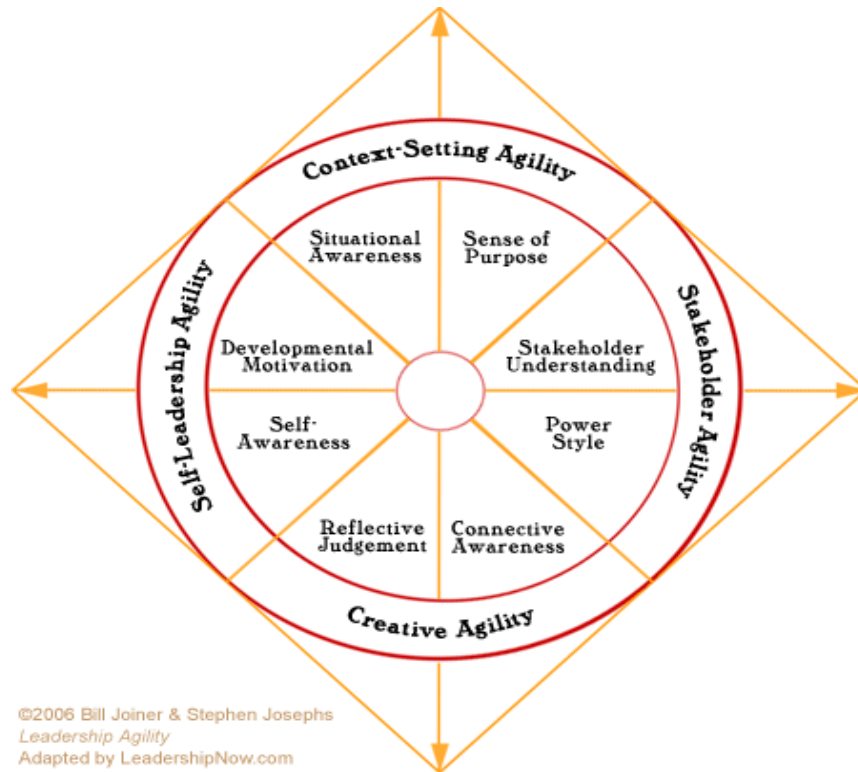 Context-Setting Agility
Situational
Awareness
Sense of
Purpose
Self-Leadership Agility
Stakeholder Agility
Developmental
Motivation
Stakeholder
Understanding
Self-
Awareness
Power
Style
Reflective
Judgement
Connective
Awareness
Creative Agility
©2006 Bill Joiner & Stephen Josephs
Leadership Agility
Adapted by LeadershipNow.com